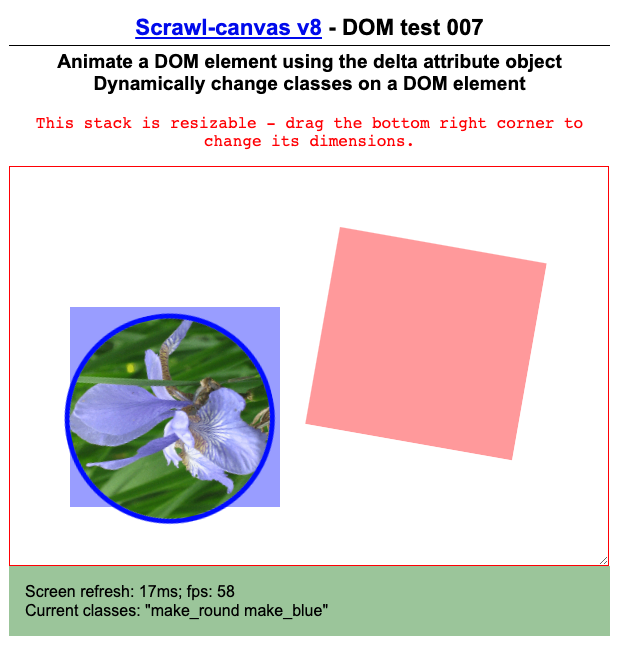 Scrawl-canvas v8 - DOM test 007
Animate a DOM element using the delta attribute object
Dynamically change classes on a DOM element
This stack is resizable - drag the bottom right corner to
change its dimensions.
Screen refresh: 17ms; fps: 58
Current classes: "make_round make_blue"